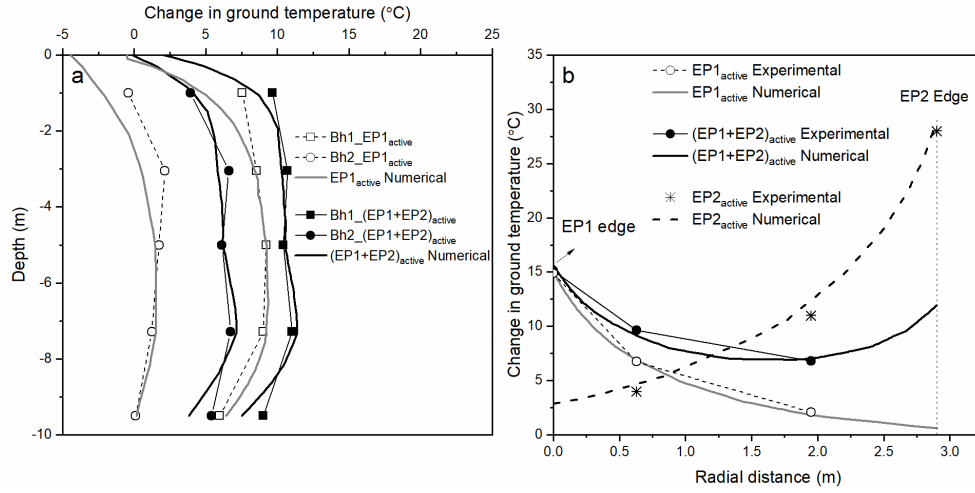 Change in ground temperature (°C)
-5 0 5 10 15 20 25
0
-2
-4
-6
-8
-10
Depth (m)
a
Bh1_EP1active
Bh2_EP1active
EP1active Numerical
Bh1_(EP1+EP2)active
Bh2_(EP1+EP2)active
(EP1+EP2)active Numerical
35
30
25
20
15
10
5
0
Change in ground temperature (°C)
b
EP1active Experimental
EP1active Numerical
EP2 Edge
(EP1+EP2)active Experimental
(EP1+EP2)active Numerical
EP2active Experimental
EP2active Numerical
EP1 edge
0.0 0.5 1.0 1.5 2.0 2.5 3.0
Radial distance (m)